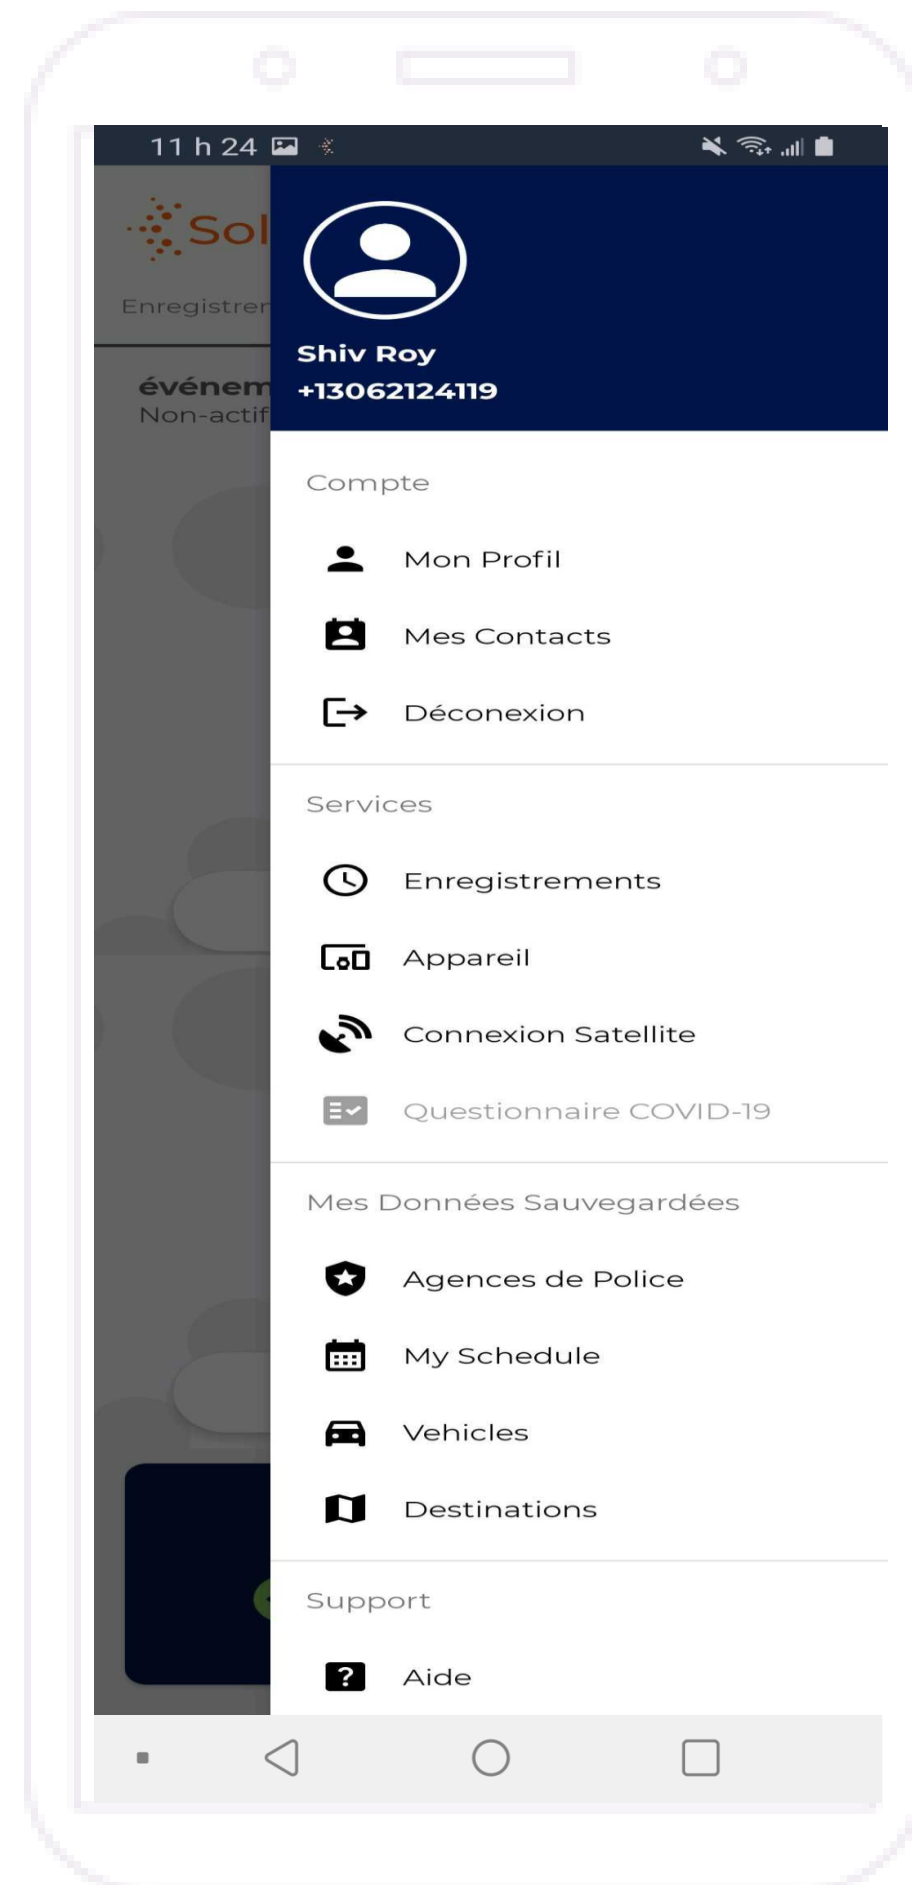 11 h 24
Sol
Enregistrer
événem
Non-actif
Shiv Roy
+13062124119
Compte
Mon Profil
Mes Contacts
Déconexion
Services
Enregistrements
Appareil
Connexion Satellite
Questionnaire COVID-19
Mes Données Sauvegardées
Agences de Police
My Schedule
Vehicles
Destinations
Support
Aide